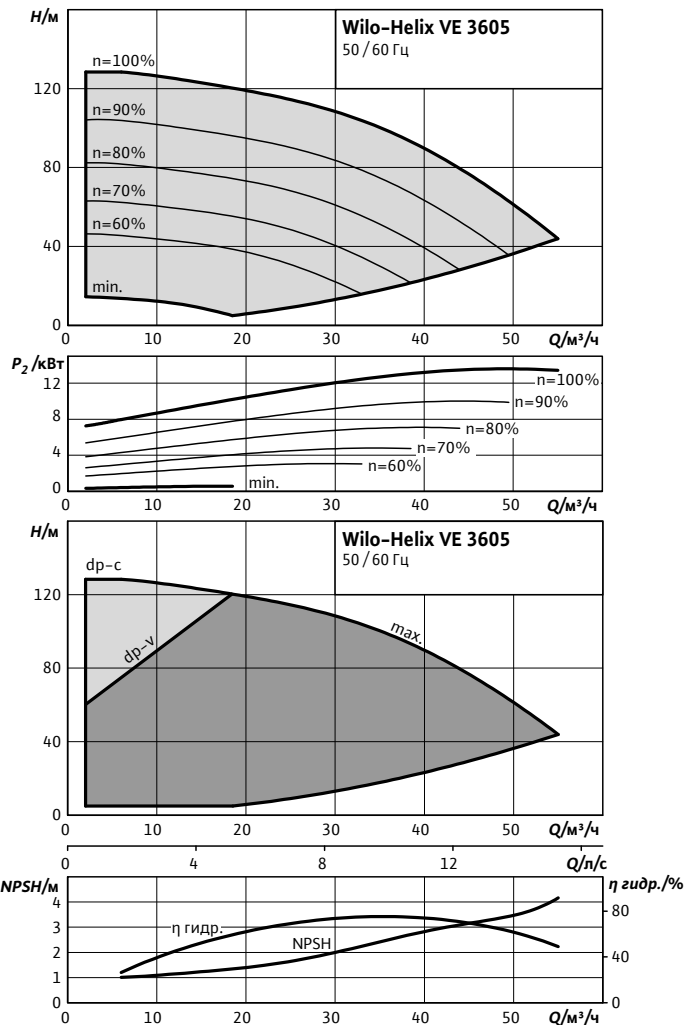 H/м
Wilo-Helix VE 3605
50 / 60 Гц
n=100%
120
n=90%
80
n=80%
n=70%
40
n=60%
min.
0
0 10 20 30 40 50 Q/м³/ч
P₂ /кВт
12
n=100%
n=90%
8
n=80%
4
n=70%
n=60%
0
min.
0 10 20 30 40 50 Q/м³/ч
H/м
Wilo-Helix VE 3605
50 / 60 Гц
dp-c
120
max.
dp-v
80
40
0
0 10 20 30 40 50 Q/м³/ч
0 4 8 12 Q/л/с
NPSH/м
η гидр./%
4
80
3
η гидр.
NPSH
2
40
1
0
0
0 10 20 30 40 50 Q/м³/ч